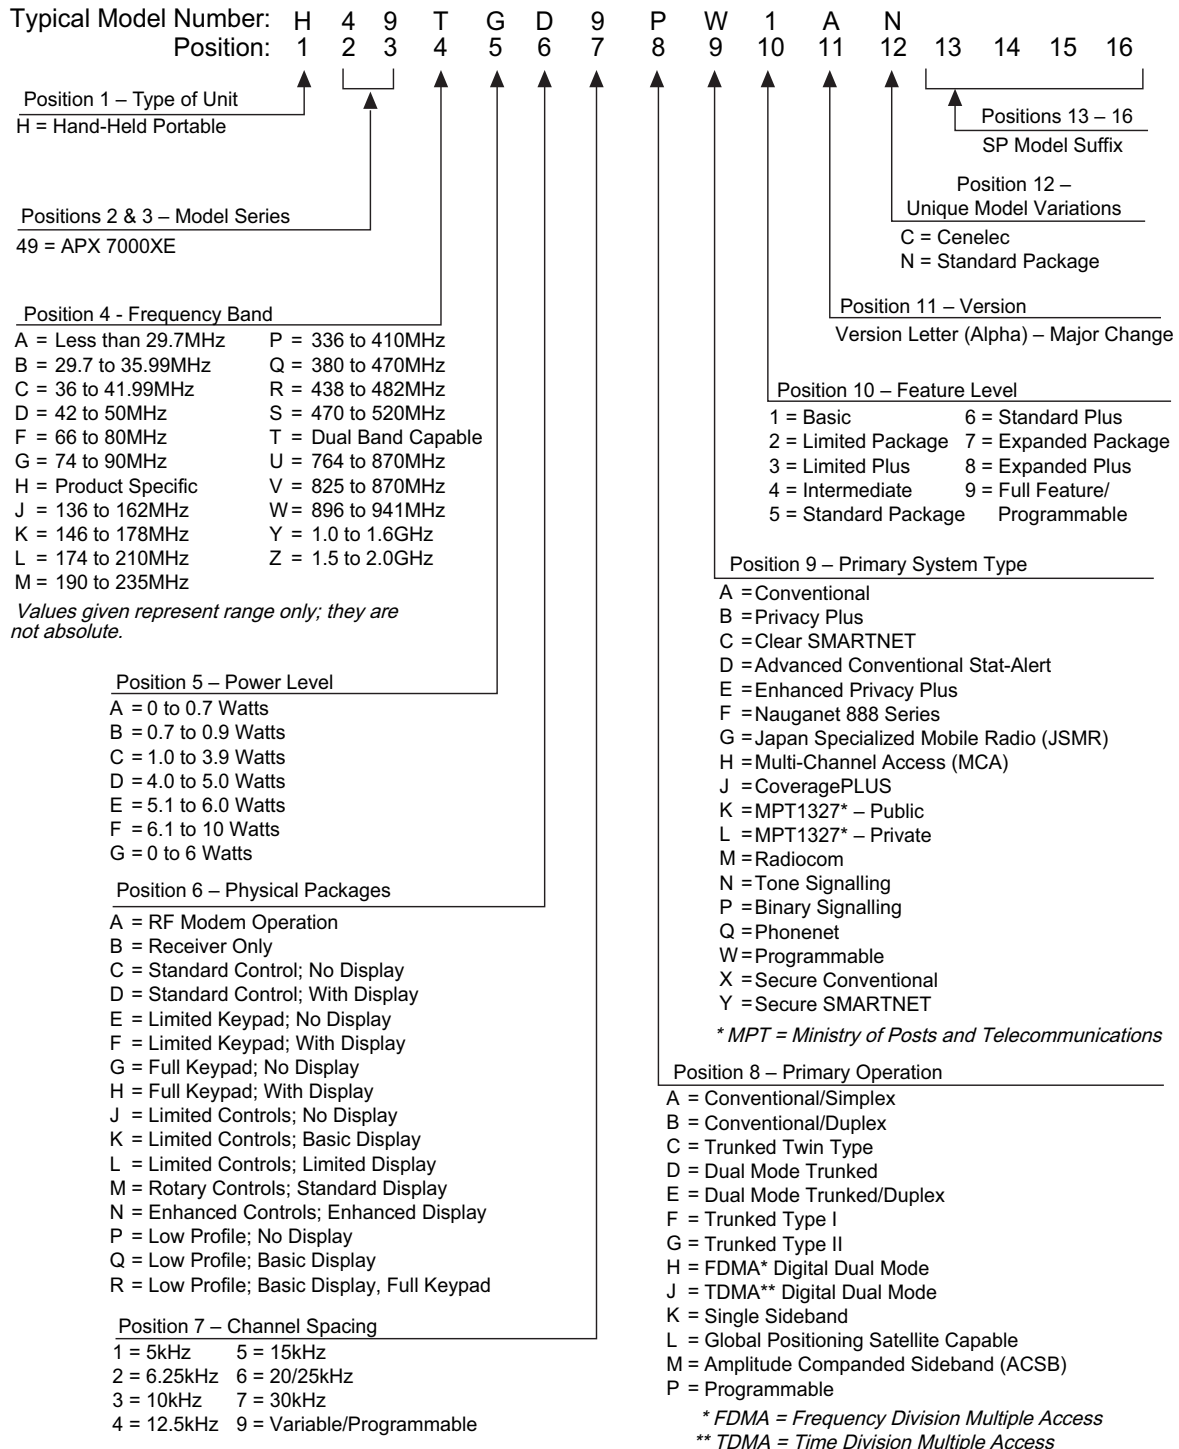 Typical Model Number: H 4 9 T G D 9 P W 1 A N
Position: 1 2 3 4 5 6 7 8 9 10 11 12 13 14 15 16
Position 1 – Type of Unit
H = Hand-Held Portable
Positions 2 & 3 – Model Series
49 = APX 7000XE
Position 4 - Frequency Band
A = Less than 29.7MHz
B = 29.7 to 35.99MHz
C = 36 to 41.99MHz
D = 42 to 50MHz
F = 66 to 80MHz
G = 74 to 90MHz
H = Product Specific
J = 136 to 162MHz
K = 146 to 178MHz
L = 174 to 210MHz
M = 190 to 235MHz
P = 336 to 410MHz
Q = 380 to 470MHz
R = 438 to 482MHz
S = 470 to 520MHz
T = Dual Band Capable
U = 764 to 870MHz
V = 825 to 870MHz
W = 896 to 941MHz
Y = 1.0 to 1.6GHz
Z = 1.5 to 2.0GHz
Values given represent range only; they are
not absolute.
Position 5 – Power Level
A = 0 to 0.7 Watts
B = 0.7 to 0.9 Watts
C = 1.0 to 3.9 Watts
D = 4.0 to 5.0 Watts
E = 5.1 to 6.0 Watts
F = 6.1 to 10 Watts
G = 0 to 6 Watts
Position 6 – Physical Packages
A = RF Modem Operation
B = Receiver Only
C = Standard Control; No Display
D = Standard Control; With Display
E = Limited Keypad; No Display
F = Limited Keypad; With Display
G = Full Keypad; No Display
H = Full Keypad; With Display
J = Limited Controls; No Display
K = Limited Controls; Basic Display
L = Limited Controls; Limited Display
M = Rotary Controls; Standard Display
N = Enhanced Controls; Enhanced Display
P = Low Profile; No Display
Q = Low Profile; Basic Display
R = Low Profile; Basic Display, Full Keypad
Position 7 – Channel Spacing
1 = 5kHz
2 = 6.25kHz
3 = 10kHz
4 = 12.5kHz
5 = 15kHz
6 = 20/25kHz
7 = 30kHz
9 = Variable/Programmable
Positions 13 – 16
SP Model Suffix
Position 12 –
Unique Model Variations
C = Cenelec
N = Standard Package
Position 11 – Version
Version Letter (Alpha) – Major Change
Position 10 – Feature Level
1 = Basic
2 = Limited Package
3 = Limited Plus
4 = Intermediate
5 = Standard Package
6 = Standard Plus
7 = Expanded Package
8 = Expanded Plus
9 = Full Feature/
Programmable
Position 9 – Primary System Type
A = Conventional
B = Privacy Plus
C = Clear SMARTNET
D = Advanced Conventional Stat-Alert
E = Enhanced Privacy Plus
F = Nauganet 888 Series
G = Japan Specialized Mobile Radio (JSMR)
H = Multi-Channel Access (MCA)
J = CoveragePLUS
K = MPT1327* – Public
L = MPT1327* – Private
M = Radiocom
N = Tone Signalling
P = Binary Signalling
Q = Phonenet
W = Programmable
X = Secure Conventional
Y = Secure SMARTNET
* MPT = Ministry of Posts and Telecommunications
Position 8 – Primary Operation
A = Conventional/Simplex
B = Conventional/Duplex
C = Trunked Twin Type
D = Dual Mode Trunked
E = Dual Mode Trunked/Duplex
F = Trunked Type I
G = Trunked Type II
H = FDMA* Digital Dual Mode
J = TDMA** Digital Dual Mode
K = Single Sideband
L = Global Positioning Satellite Capable
M = Amplitude Companded Sideband (ACSB)
P = Programmable
* FDMA = Frequency Division Multiple Access
** TDMA = Time Division Multiple Access